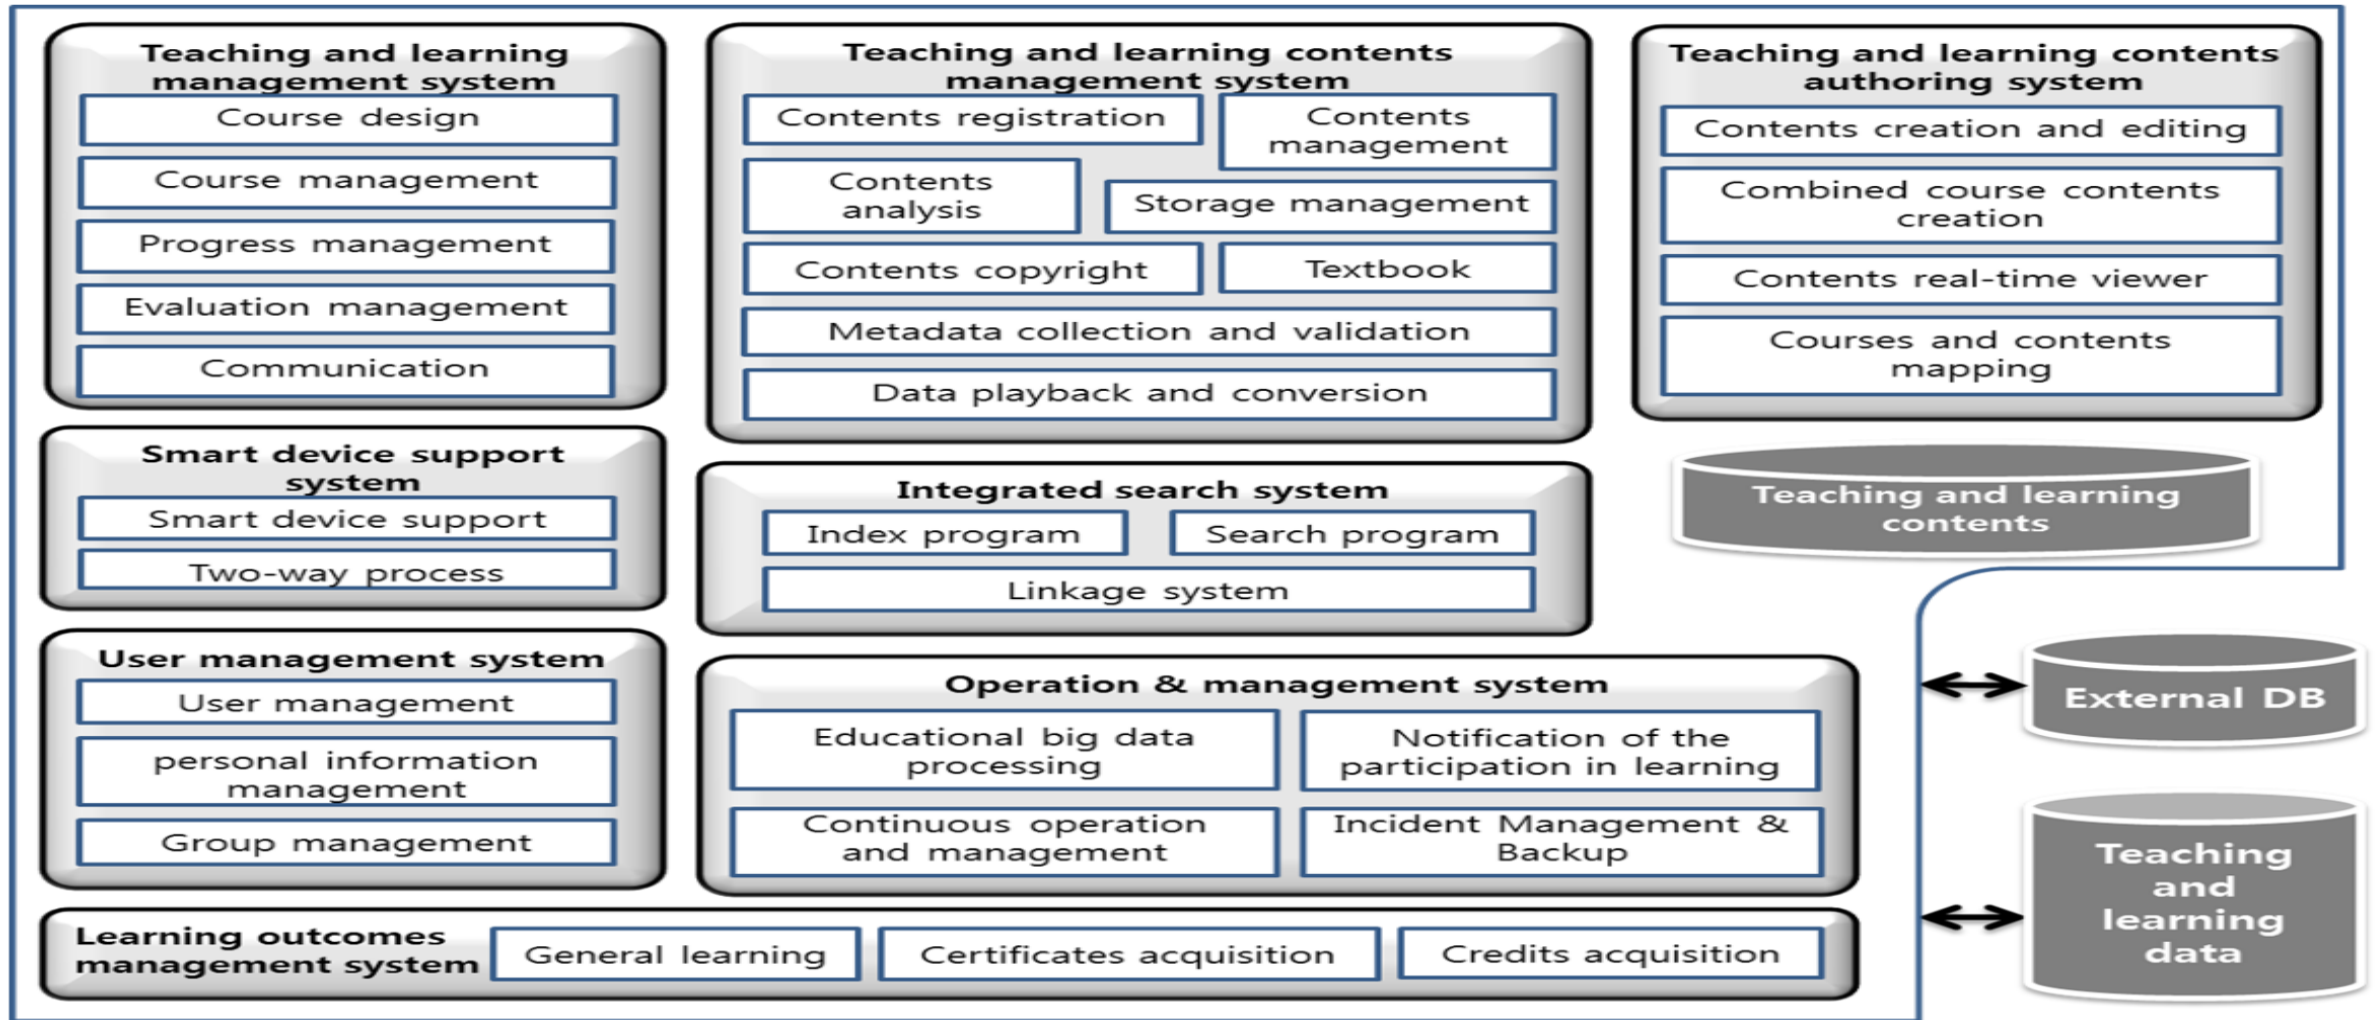 Teaching and learning
management system
Course design
Course management
Progress management
Evaluation management
Communication
Teaching and learning contents
management system
Contents registration
Contents
management
Contents
analysis
Storage management
Contents copyright
Textbook
Metadata collection and validation
Data playback and conversion
Teaching and learning contents
authoring system
Contents creation and editing
Combined course contents
creation
Contents real-time viewer
Courses and contents
mapping
Smart device support
system
Smart device support
Two-way process
Integrated search system
Index program
Search program
Linkage system
Teaching and learning
contents
User management system
User management
personal information
management
Group management
Operation & management system
Educational big data
processing
Notification of the
participation in learning
Continuous operation
and management
Incident Management &
Backup
External DB
Teaching
and
learning
data
Learning outcomes
management system
General learning
Certificates acquisition
Credits acquisition